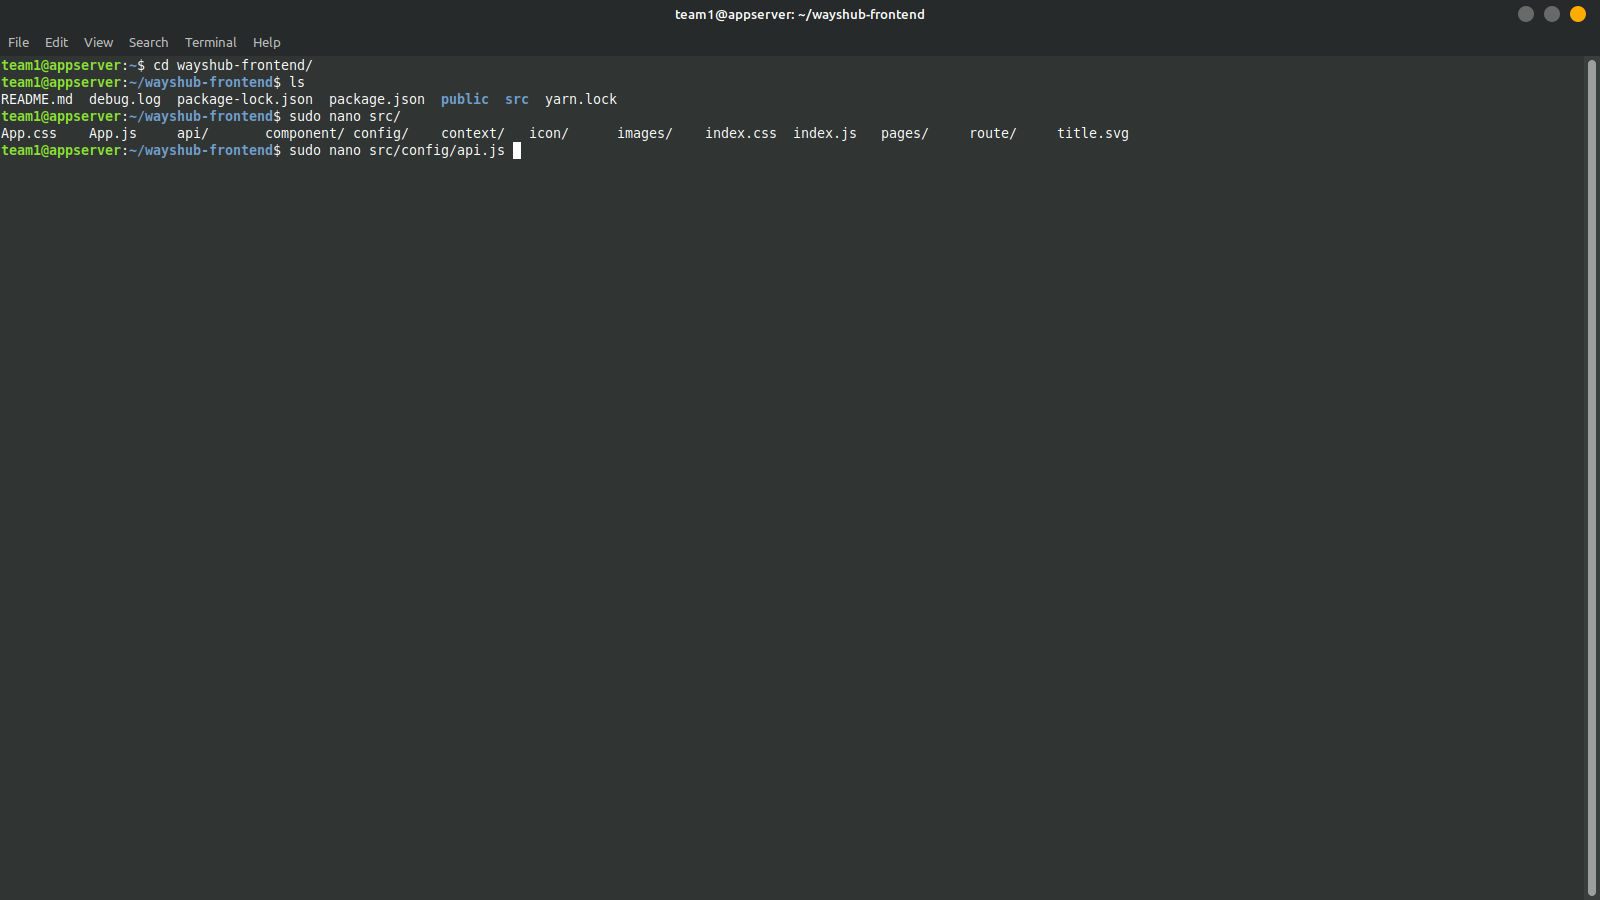 team1@appserver: ~/wayshub-frontend
File Edit View Search Terminal Help
team1@appserver:~$ cd wayshub-frontend/
team1@appserver:~/wayshub-frontend$ ls
README.md  debug.log  package-lock.json  package.json  public  src  yarn.lock
team1@appserver:~/wayshub-frontend$ sudo nano src/
App.css    App.js     api/       component/ config/    context/   icon/      images/    index.css  index.js   pages/     route/     title.svg
team1@appserver:~/wayshub-frontend$ sudo nano src/config/api.js